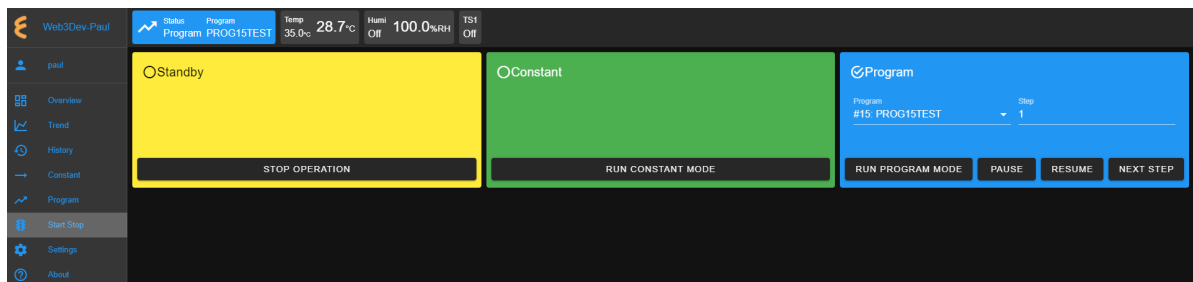 Web3Dev-Paul
Status Program
Program PROG15TEST
Temp
35.0°C 28.7°C
Humi
Off 100.0%RH
TS1
Off
paul
Overview
Trend
History
Constant
Program
Start Stop
Settings
About
Standby
STOP OPERATION
Constant
RUN CONSTANT MODE
Program
Program Step
#15: PROG15TEST 1
RUN PROGRAM MODE PAUSE RESUME NEXT STEP